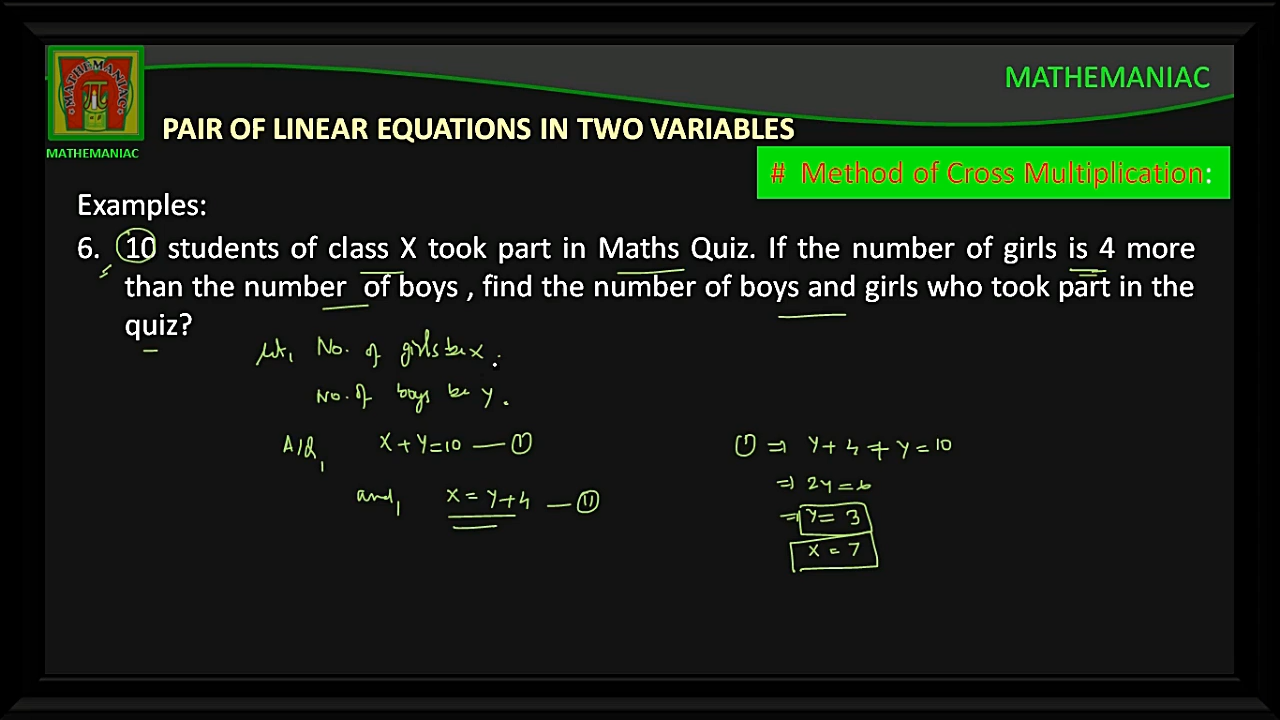 MATHEMANIAC
MATHEMANIAC
PAIR OF LINEAR EQUATIONS IN TWO VARIABLES
MATHEMANIAC
# Method of Cross Multiplication:
Examples:
6. 10 students of class X took part in Maths Quiz. If the number of girls is 4 more
than the number of boys , find the number of boys and girls who took part in the
quiz?
Let, No. of girls be x.
No. of boys be y.
A/Q, x + y = 10 — (I)
and, x = y + 4 — (II)
(I) ⇒ y + 4 + y = 10
⇒ 2y = 6
⇒ y = 3
x = 7